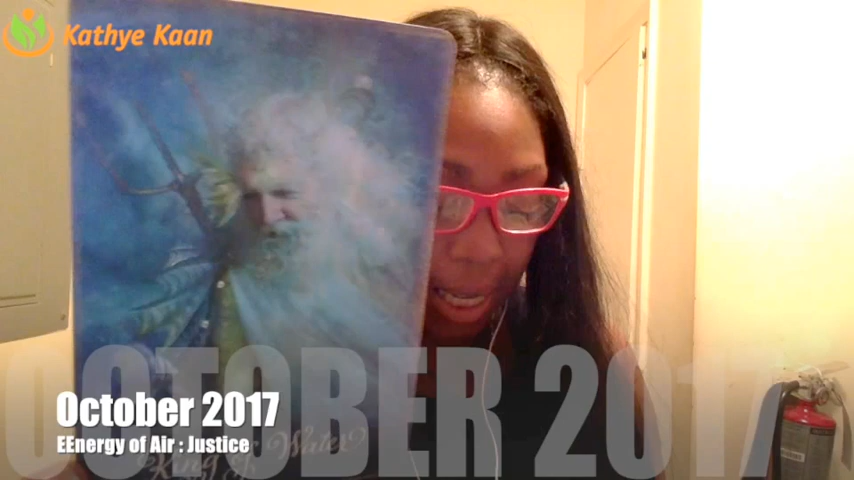 Kathye Kaan
OCTOBER 2017
October 2017
EEnergy of Air : Justice
King of Water